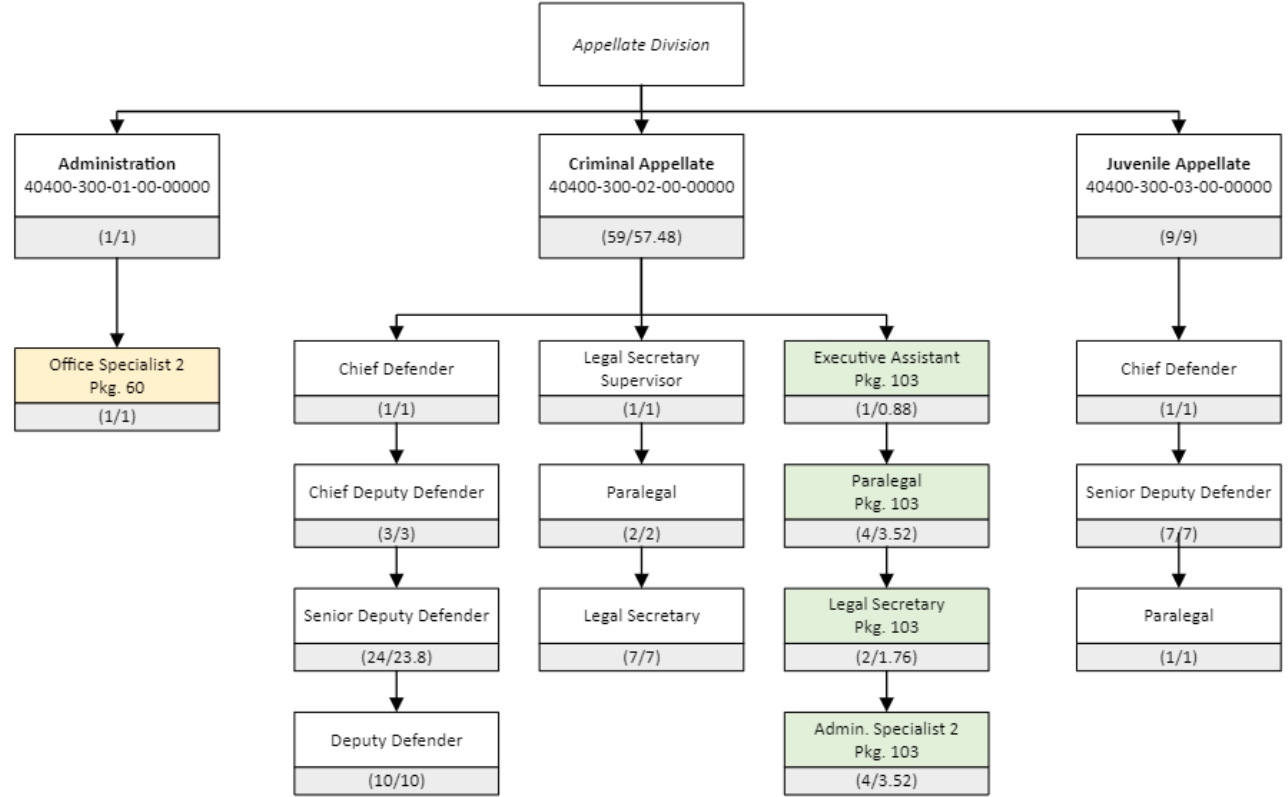 Appellate Division
Administration
40400-300-01-00-00000
(1/1)
Criminal Appellate
40400-300-02-00-00000
(59/57.48)
Juvenile Appellate
40400-300-03-00-00000
(9/9)
Office Specialist 2
Pkg. 60
(1/1)
Chief Defender
(1/1)
Chief Deputy Defender
(3/3)
Senior Deputy Defender
(24/23.8)
Deputy Defender
(10/10)
Legal Secretary
Supervisor
(1/1)
Paralegal
(2/2)
Legal Secretary
(7/7)
Executive Assistant
Pkg. 103
(1/0.88)
Paralegal
Pkg. 103
(4/3.52)
Legal Secretary
Pkg. 103
(2/1.76)
Admin. Specialist 2
Pkg. 103
(4/3.52)
Chief Defender
(1/1)
Senior Deputy Defender
(7/7)
Paralegal
(1/1)